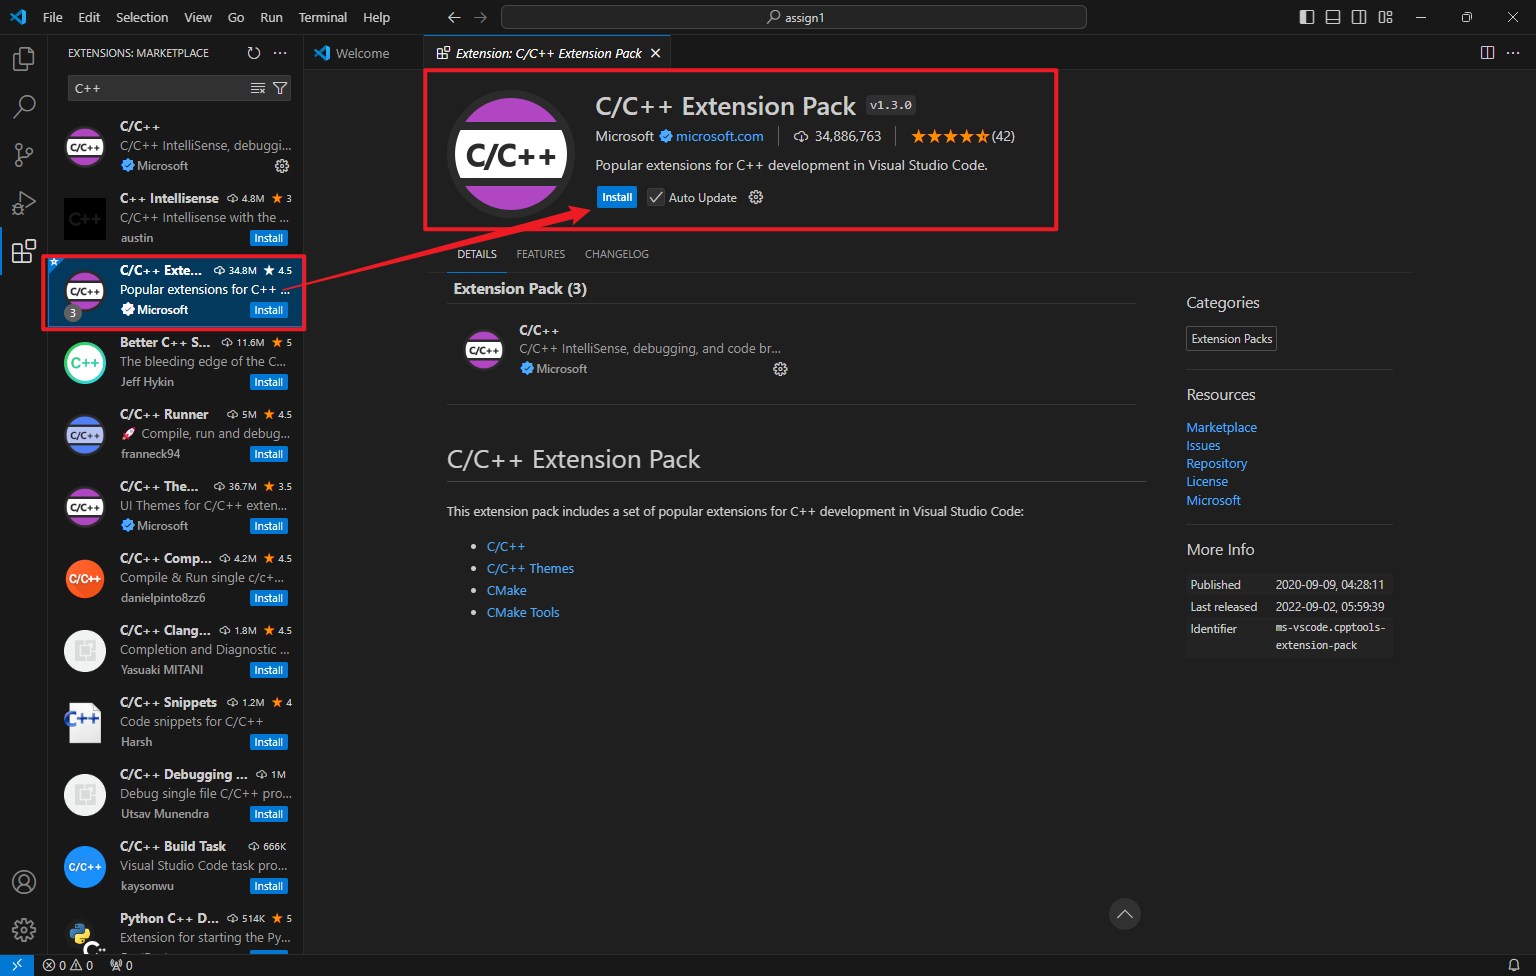 File Edit Selection View Go Run Terminal Help
assign1
EXTENSIONS: MARKETPLACE
C++
C/C++
C/C++ IntelliSense, debuggi...
Microsoft
C++ Intellisense 4.8M 3
C/C++ Intellisense with the ...
austin Install
C/C++ Exte... 34.8M 4.5
Popular extensions for C++ ...
3 Microsoft Install
Better C++ S... 11.6M 5
The bleeding edge of the C...
Jeff Hykin Install
C/C++ Runner 5M 4.5
Compile, run and debug...
franneck94 Install
C/C++ The... 36.7M 3.5
UI Themes for C/C++ exten...
Microsoft Install
C/C++ Comp... 4.2M 4.5
Compile & Run single c/c+...
danielpinto8zz6 Install
C/C++ Clang... 1.8M 4.5
Completion and Diagnostic ...
Yasuaki MITANI Install
C/C++ Snippets 1.2M 4
Code snippets for C/C++
Harsh Install
C/C++ Debugging ... 1M
Debug single file C/C++ pro...
Utsav Munendra Install
C/C++ Build Task 666K
Visual Studio Code task pro...
kaysonwu Install
Python C++ D... 514K 5
Extension for starting the Py...
Welcome
Extension: C/C++ Extension Pack
C/C++
C/C++ Extension Pack v1.3.0
Microsoft microsoft.com 34,886,763 (42)
Popular extensions for C++ development in Visual Studio Code.
Install Auto Update
DETAILS FEATURES CHANGELOG
Extension Pack (3)
C/C++
C/C++ IntelliSense, debugging, and code br...
Microsoft
C/C++ Extension Pack
This extension pack includes a set of popular extensions for C++ development in Visual Studio Code:
C/C++
C/C++ Themes
CMake
CMake Tools
Categories
Extension Packs
Resources
Marketplace
Issues
Repository
License
Microsoft
More Info
Published 2020-09-09, 04:28:11
Last released 2022-09-02, 05:59:39
Identifier ms-vscode.cpptools-
extension-pack
0 0 0